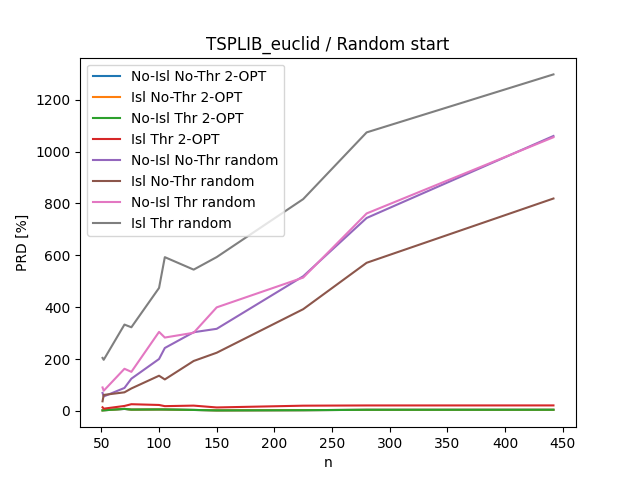 TSPLIB_euclid / Random start
No-Isl No-Thr 2-OPT
Isl No-Thr 2-OPT
No-Isl Thr 2-OPT
Isl Thr 2-OPT
No-Isl No-Thr random
Isl No-Thr random
No-Isl Thr random
Isl Thr random
PRD [%]
1200
1000
800
600
400
200
0
50 100 150 200 250 300 350 400 450
n